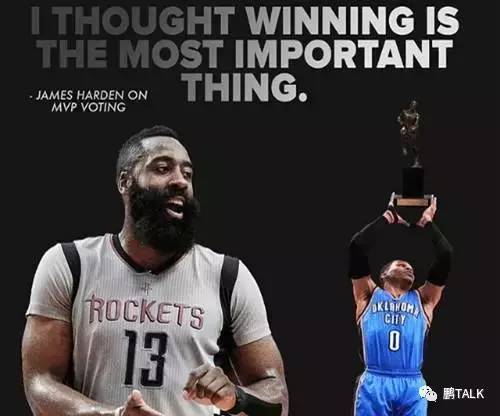 I THOUGHT WINNING IS
THE MOST IMPORTANT
THING.
- JAMES HARDEN ON
MVP VOTING
ROCKETS
13
OKLAHOMA
CITY
0
鹏TALK